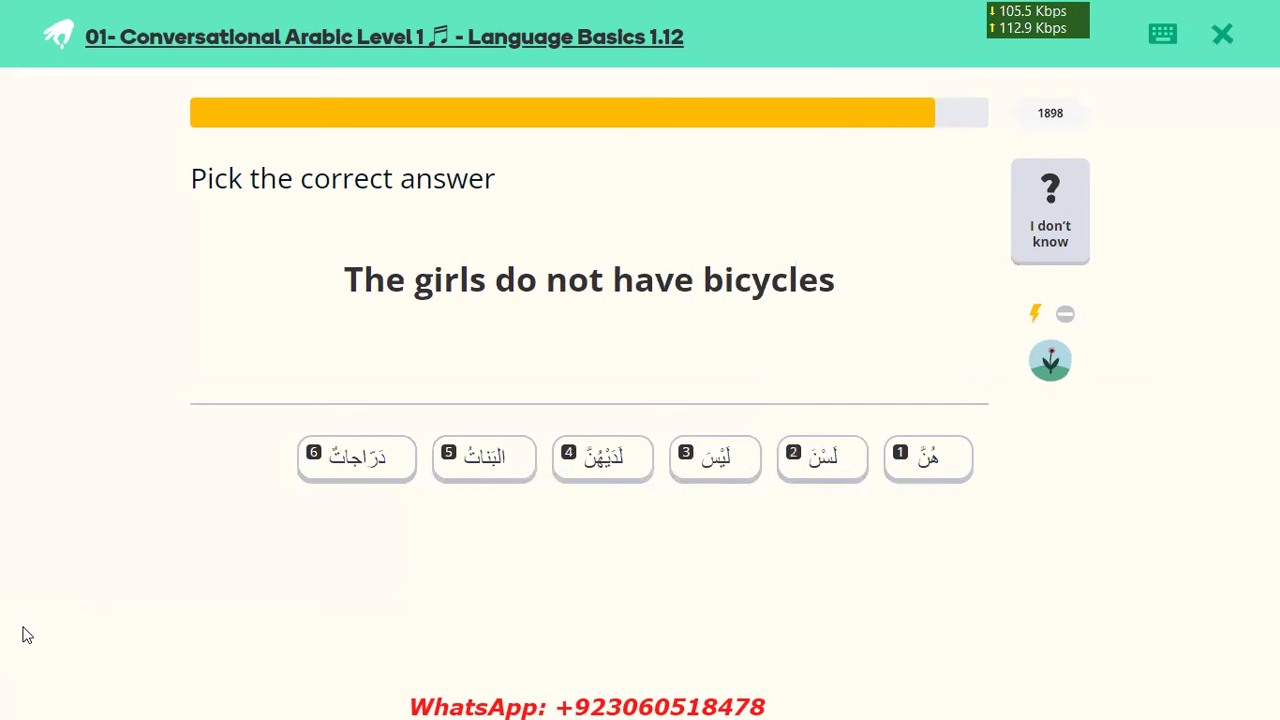 ↓ 105.5 Kbps
↑ 112.9 Kbps
01- Conversational Arabic Level 1 🎵 - Language Basics 1.12
1898
Pick the correct answer
?
I don't
know
The girls do not have bicycles
1 هُنَّ
2 لَسْنَ
3 لَيْسَ
4 لَدَيْهُنَّ
5 البَناتُ
6 دَرّاجاتٌ
WhatsApp: +923060518478